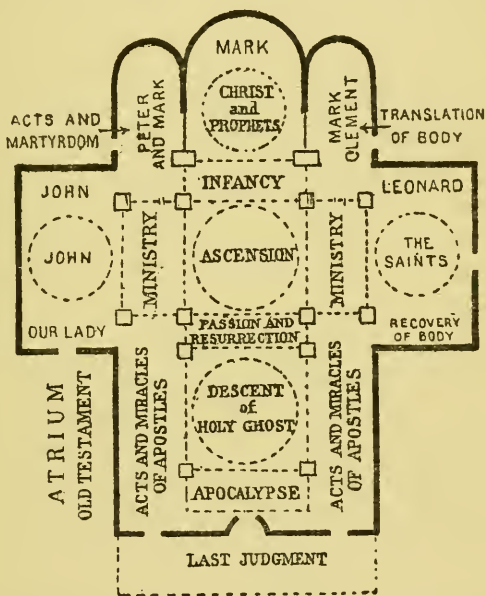 MARK
CHRIST
and
PROPHETS
PETER
AND MARK
MARK
CLEMENT
ACTS AND
MARTYRDOM
TRANSLATION
OF BODY
INFANCY
JOHN
JOHN
OUR LADY
MINISTRY
ASCENSION
MINISTRY
LEONARD
THE
SAINTS
RECOVERY
OF BODY
PASSION AND
RESURRECTION
ATRIUM
OLD TESTAMENT
ACTS AND MIRACLES
OF APOSTLES
DESCENT
of
HOLY GHOST
ACTS AND MIRACLES
OF APOSTLES
APOCALYPSE
LAST JUDGMENT